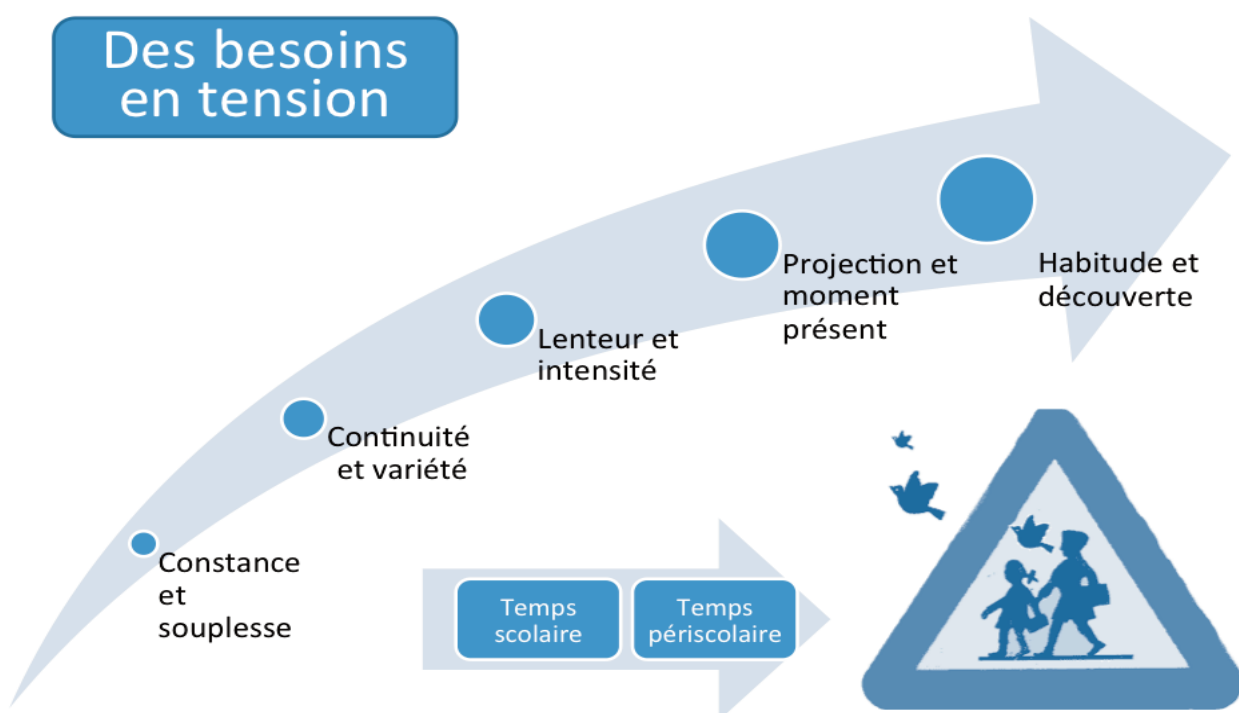 Des besoins
en tension
Constance
et
souplesse
Continuité
et variété
Lenteur et
intensité
Projection et
moment
présent
Habitude et
découverte
Temps
scolaire
Temps
périscolaire